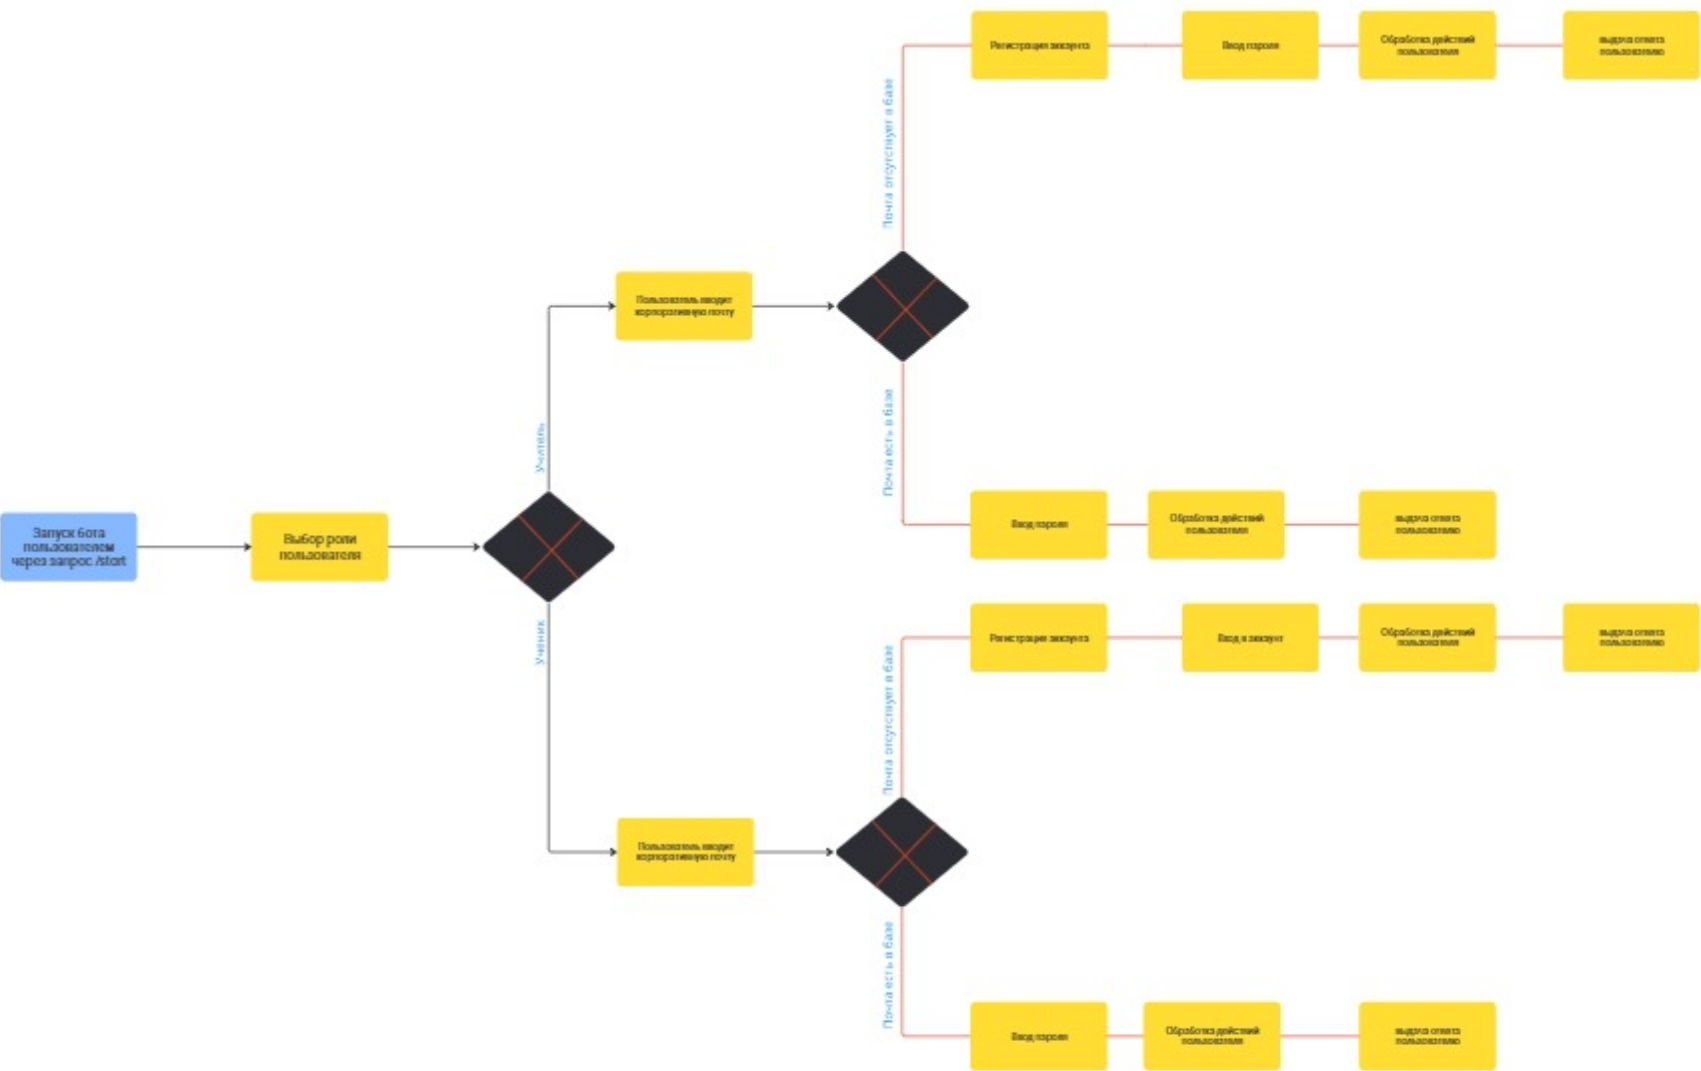 Запуск бота
пользователем
через запрос /start
Выбор роли
пользователя
Учитель
Ученик
Пользователь вводит
корпоративную почту
Почта отсутствует в базе
Регистрация аккаунта
Ввод пароля
Обработка действий
пользователя
выдача ответа
пользователю
Почта есть в базе
Ввод пароля
Обработка действий
пользователя
выдача ответа
пользователю
Пользователь вводит
корпоративную почту
Почта отсутствует в базе
Регистрация аккаунта
Вход в аккаунт
Обработка действий
пользователя
выдача ответа
пользователю
Почта есть в базе
Ввод пароля
Обработка действий
пользователя
выдача ответа
пользователю